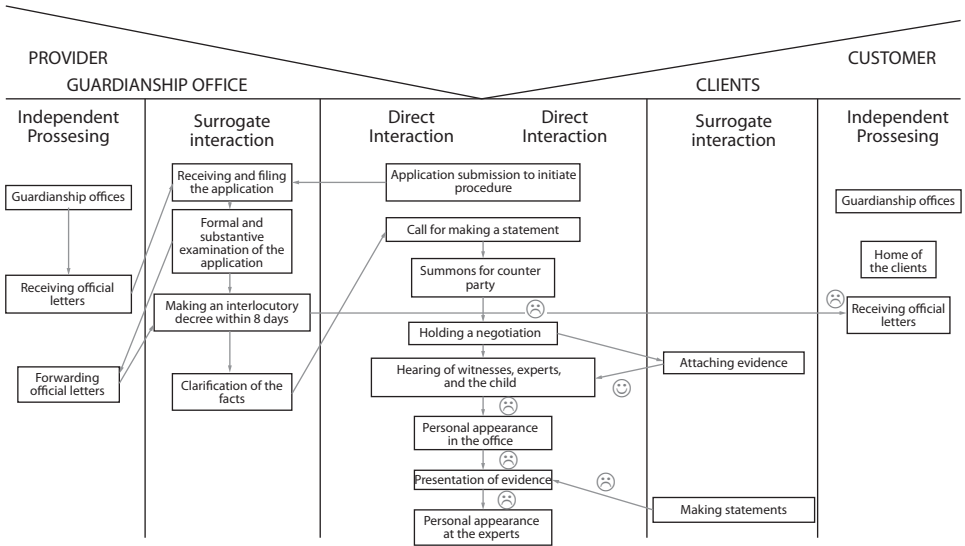 PROVIDER
CUSTOMER
GUARDIANSHIP OFFICE
CLIENTS
Independent
Prossesing
Surrogate
interaction
Direct
Interaction
Direct
Interaction
Surrogate
interaction
Independent
Prossesing
Guardianship offices
Receiving official
letters
Forwarding
official letters
Receiving and filing
the application
Formal and
substantive
examination of the
application
Making an interlocutory
decree within 8 days
Clarification of the
facts
Application submission to initiate
procedure
Call for making a statement
Summons for counter
party
Holding a negotiation
Hearing of witnesses, experts,
and the child
Personal appearance
in the office
Presentation of evidence
Personal appearance
at the experts
Attaching evidence
Making statements
Guardianship offices
Home of
the clients
Receiving official
letters